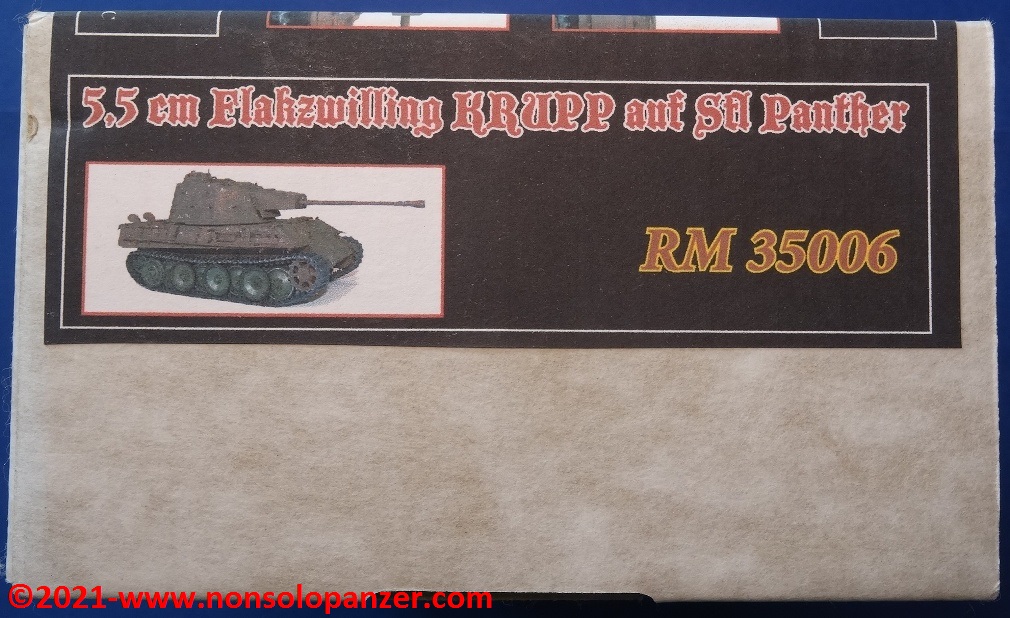 5,5 cm Flakzwilling KRUPP auf Sfl Panther
RM 35006
©2021-www.nonsolopanzer.com